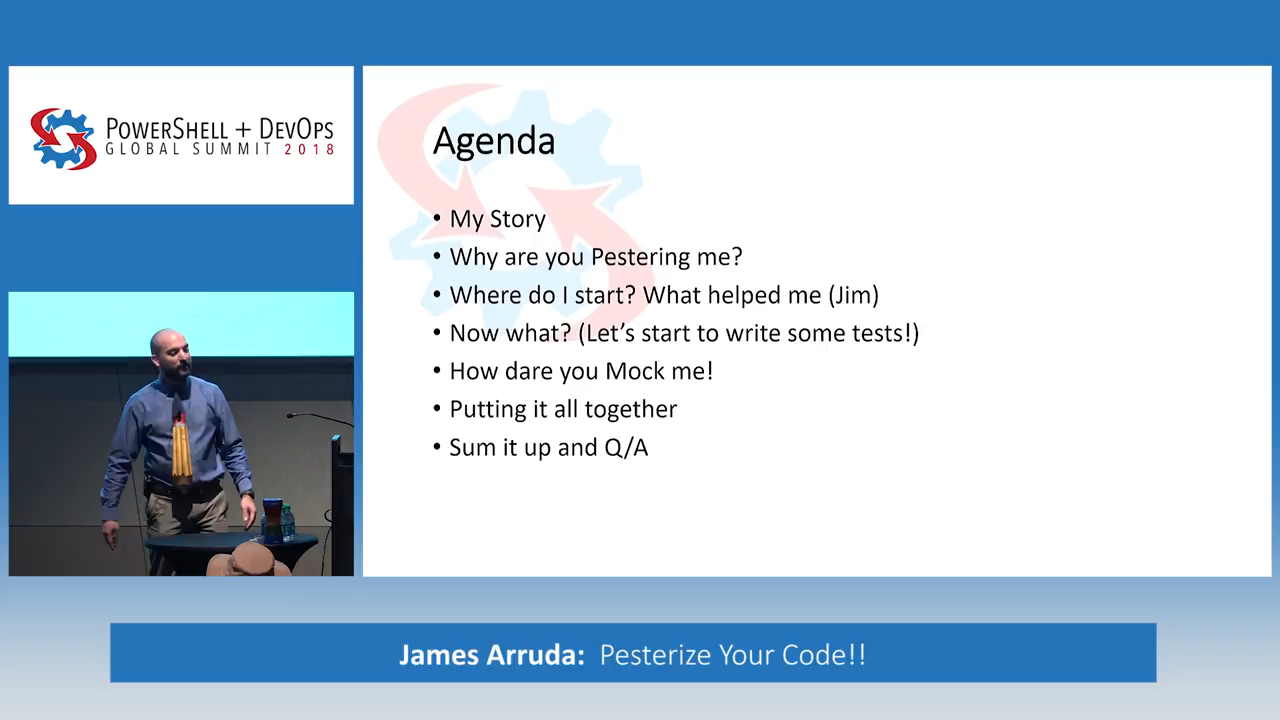 POWERSHELL + DEVOPS
GLOBAL SUMMIT 2018
Agenda
• My Story
• Why are you Pestering me?
• Where do I start? What helped me (Jim)
• Now what? (Let's start to write some tests!)
• How dare you Mock me!
• Putting it all together
• Sum it up and Q/A
James Arruda: Pesterize Your Code!!